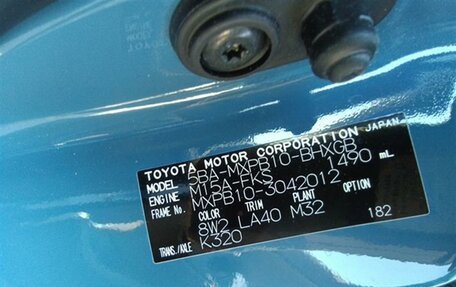 TOYOTA MOTOR CORPORATION JAPAN
MODEL 5BA-MXPB10-BHXGB
ENGINE M15A-FKS 1490 mL
FRAME No. MXPB10-3042012
COLOR TRIM PLANT OPTION
8W2 LA40 M32 182
TRANS./AXLE K320